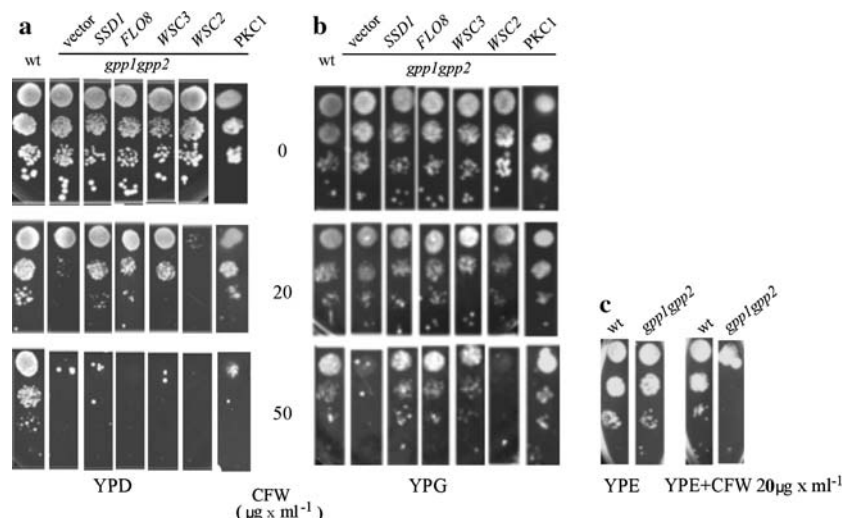 a
wt
vector
SSD1
FLO8
WSC3
WSC2
PKC1
gpp1gpp2
b
wt
vector
SSD1
FLO8
WSC3
WSC2
PKC1
gpp1gpp2
0
20
50
YPD
CFW
( µg x ml-1 )
YPG
c
wt
gpp1gpp2
wt
gpp1gpp2
YPE
YPE+CFW 20µg x ml-1